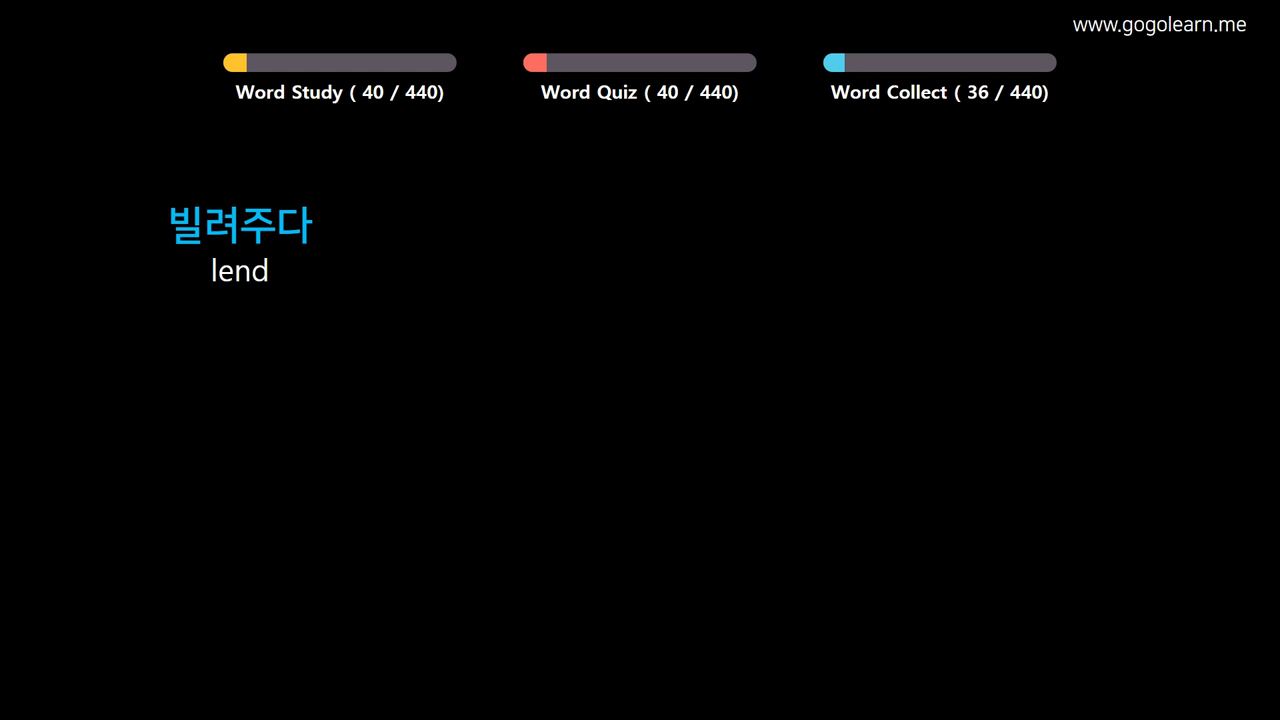 www.gogolearn.me
Word Study ( 40 / 440)
Word Quiz ( 40 / 440)
Word Collect ( 36 / 440)
빌려주다
lend